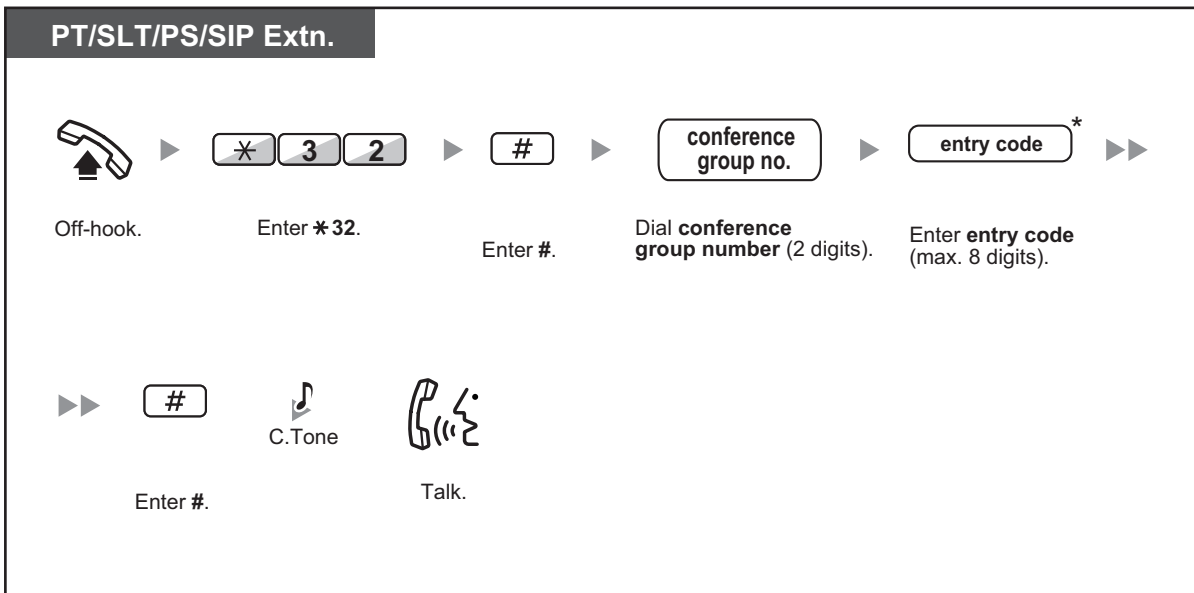 PT/SLT/PS/SIP Extn.
* 3 2
#
conference
group no.
entry code*
Off-hook.
Enter *32.
Enter #.
Dial conference
group number (2 digits).
Enter entry code
(max. 8 digits).
#
C.Tone
Enter #.
Talk.